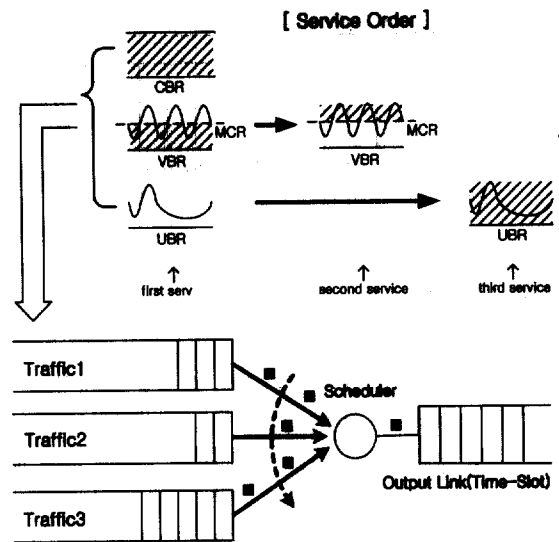 [ Service Order ]
CBR
MCR
VBR
MCR
VBR
UBR
UBR
first serv
second service
third service
Traffic1
Scheduler
Traffic2
Output Link(Time-Slot)
Traffic3